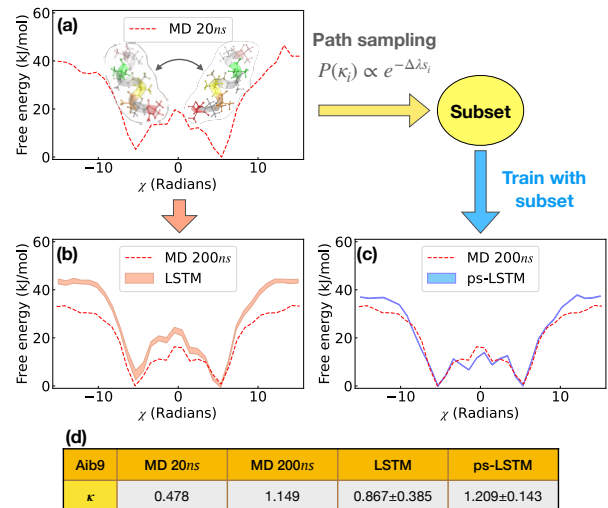 (a)
MD 20ns
Free energy (kJ/mol)
60
40
20
0
−10
0
10
χ (Radians)
Path sampling
P(κᵢ) ∝ e^{−Δλsᵢ}
Subset
Train with
subset
(b)
MD 200ns
LSTM
Free energy (kJ/mol)
60
40
20
0
−10
0
10
χ (Radians)
(c)
MD 200ns
ps-LSTM
Free energy (kJ/mol)
60
40
20
0
−10
0
10
χ (Radians)
(d)
Aib9 MD 20ns MD 200ns LSTM ps-LSTM
κ 0.478 1.149 0.867±0.385 1.209±0.143